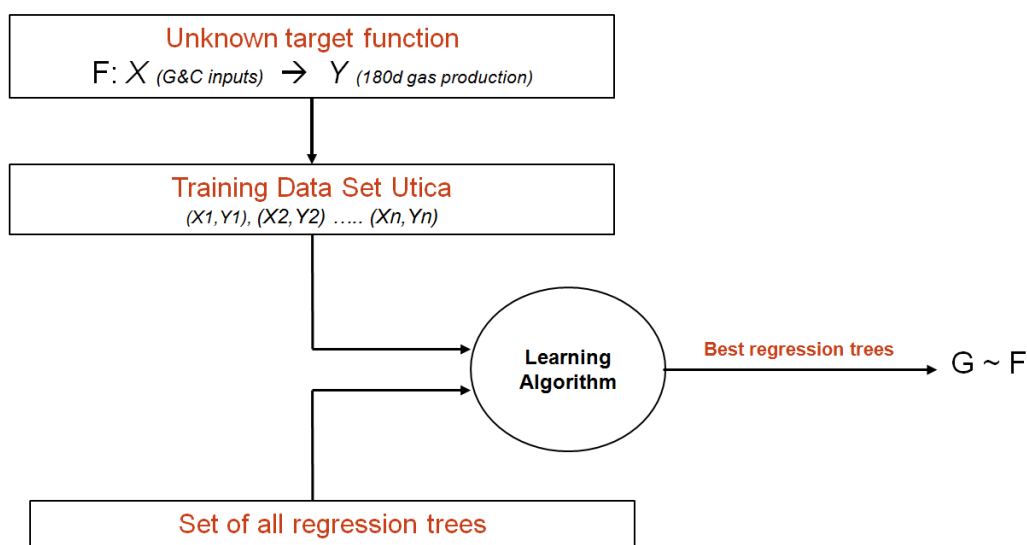 Unknown target function
F: X (G&C inputs) → Y (180d gas production)
Training Data Set Utica
(X1,Y1), (X2,Y2) ..... (Xn,Yn)
Learning
Algorithm
Best regression trees
G ~ F
Set of all regression trees